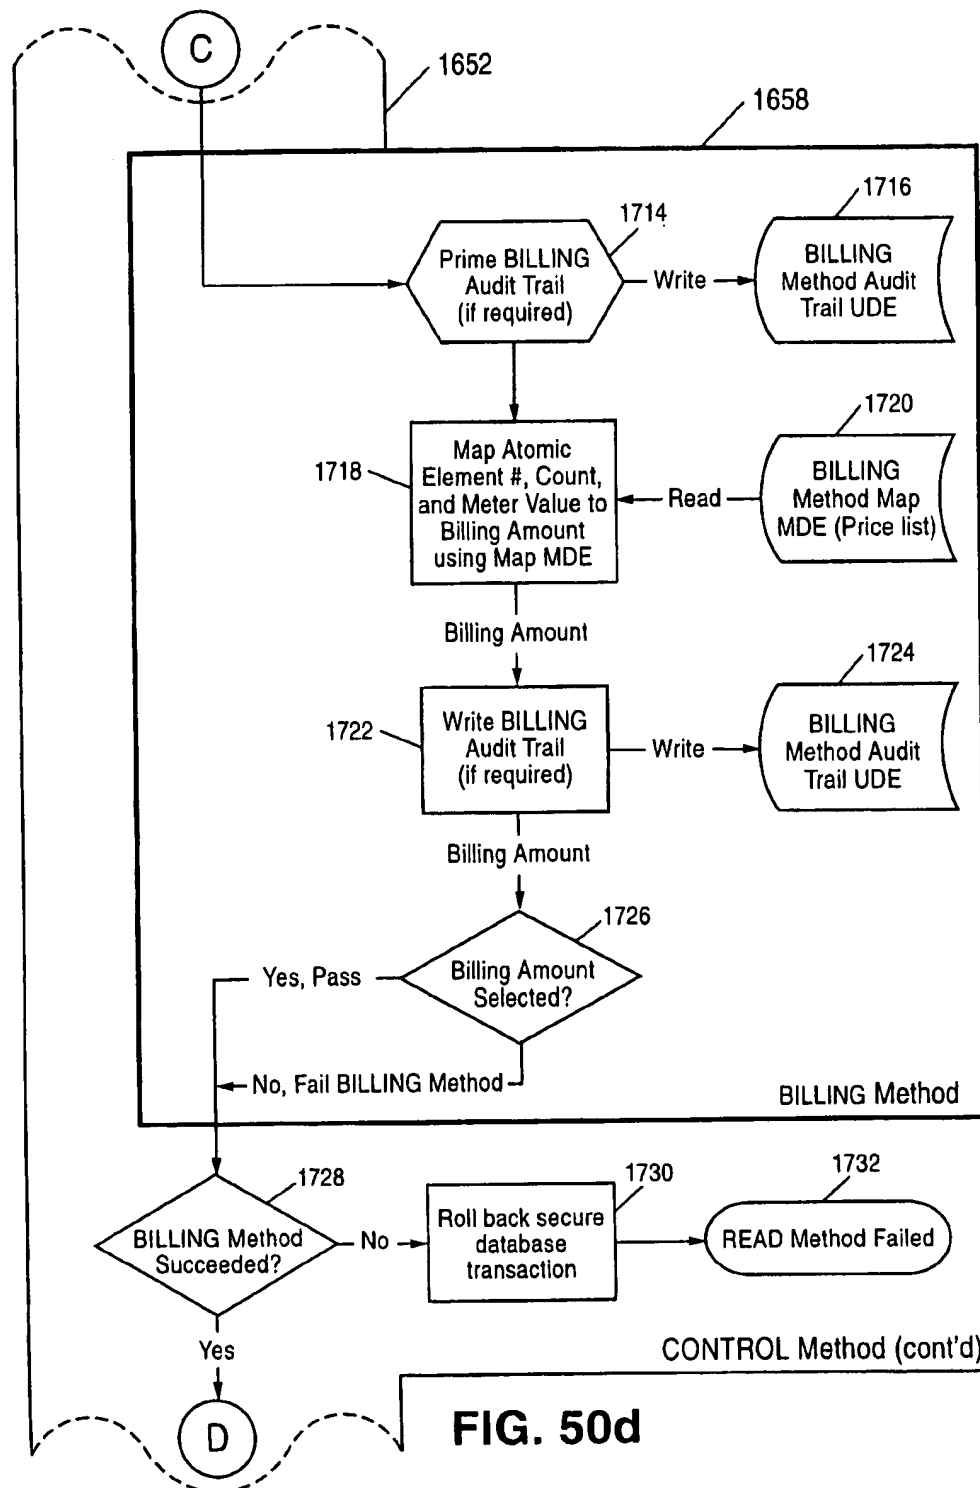 C
1652
1658
1714
1716
Prime BILLING
Audit Trail
(if required)
Write
BILLING
Method Audit
Trail UDE
1718
Map Atomic
Element #, Count,
and Meter Value to
Billing Amount
using Map MDE
Read
1720
BILLING
Method Map
MDE (Price list)
Billing Amount
1722
Write BILLING
Audit Trail
(if required)
Write
1724
BILLING
Method Audit
Trail UDE
Billing Amount
1726
Billing Amount
Selected?
Yes, Pass
No, Fail BILLING Method
BILLING Method
1728
BILLING Method
Succeeded?
No
1730
Roll back secure
database
transaction
1732
READ Method Failed
Yes
CONTROL Method (cont'd)
D
FIG. 50d